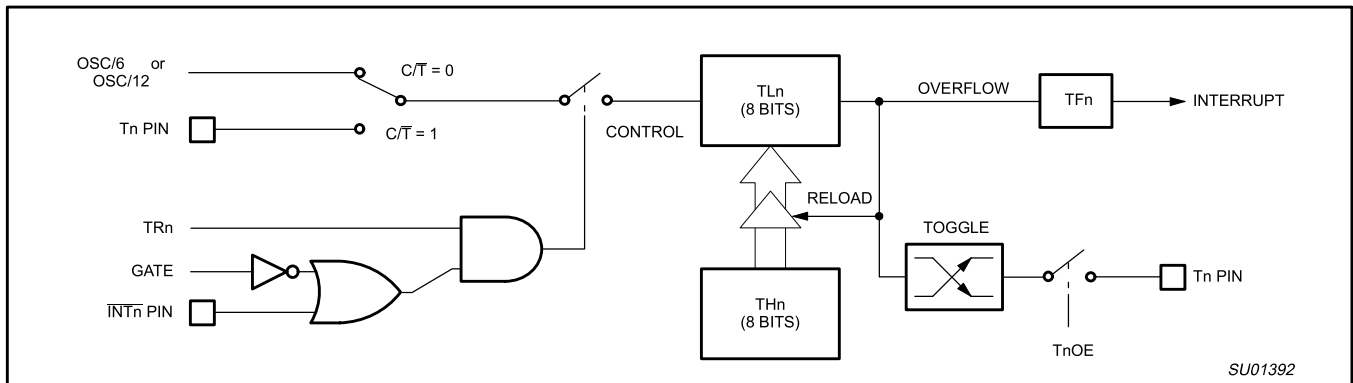 OSC/6 or
OSC/12
C/T̅ = 0
Tn PIN
C/T̅ = 1
CONTROL
TLn
(8 BITS)
OVERFLOW
TFn
INTERRUPT
RELOAD
TRn
GATE
I̅N̅T̅n̅ PIN
THn
(8 BITS)
TOGGLE
Tn PIN
TnOE
SU01392